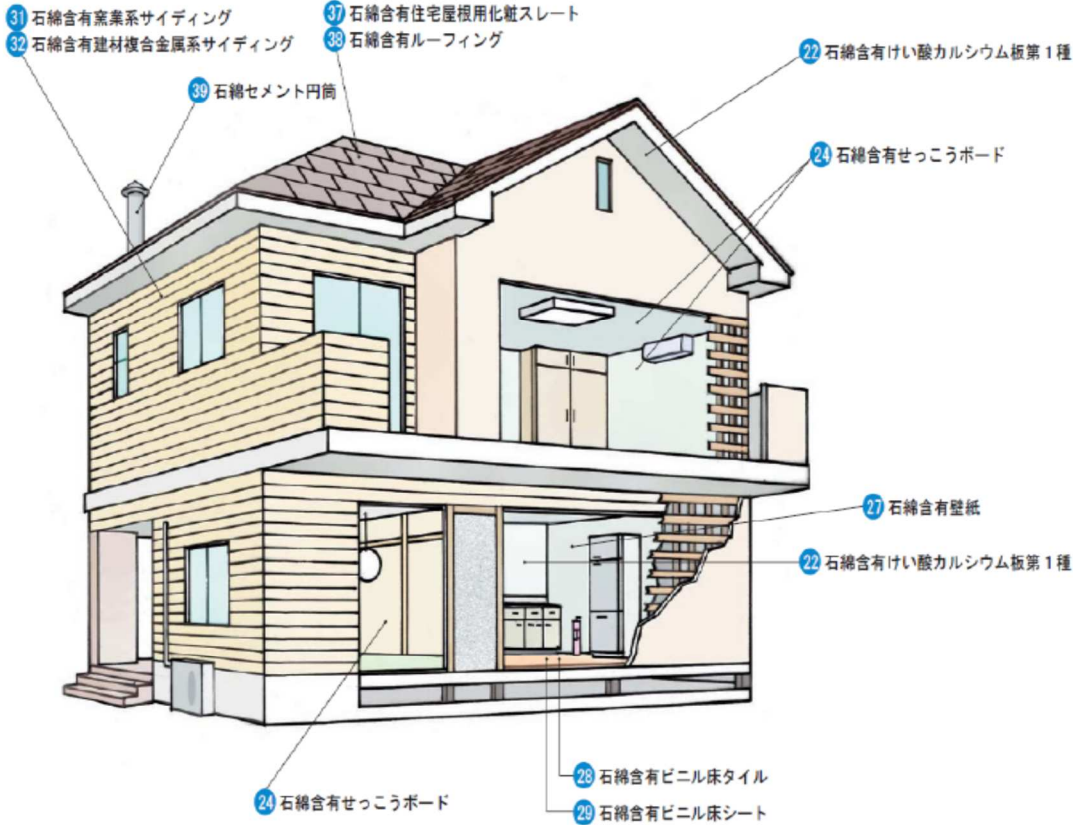 31 石綿含有窯業系サイディング
32 石綿含有建材複合金属系サイディング
39 石綿セメント円筒
37 石綿含有住宅屋根用化粧スレート
38 石綿含有ルーフィング
22 石綿含有けい酸カルシウム板第1種
24 石綿含有せっこうボード
27 石綿含有壁紙
22 石綿含有けい酸カルシウム板第1種
28 石綿含有ビニル床タイル
29 石綿含有ビニル床シート
24 石綿含有せっこうボード